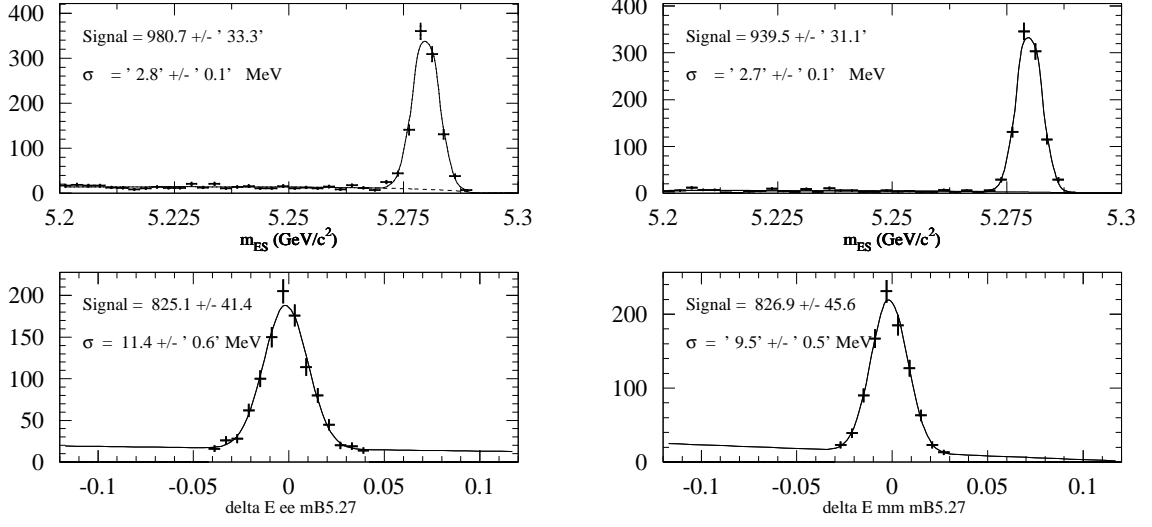 400
300
200
100
0
Signal = 980.7 +/- ' 33.3'
σ = ' 2.8' +/- ' 0.1' MeV
5.2 5.225 5.25 5.275 5.3
m_ES (GeV/c²)
400
300
200
100
0
Signal = 939.5 +/- ' 31.1'
σ = ' 2.7' +/- ' 0.1' MeV
5.2 5.225 5.25 5.275 5.3
m_ES (GeV/c²)
200
150
100
50
0
Signal = 825.1 +/- 41.4
σ = 11.4 +/- ' 0.6' MeV
-0.1 -0.05 0 0.05 0.1
delta E ee mB5.27
200
100
0
Signal = 826.9 +/- 45.6
σ = ' 9.5' +/- ' 0.5' MeV
-0.1 -0.05 0 0.05 0.1
delta E mm mB5.27